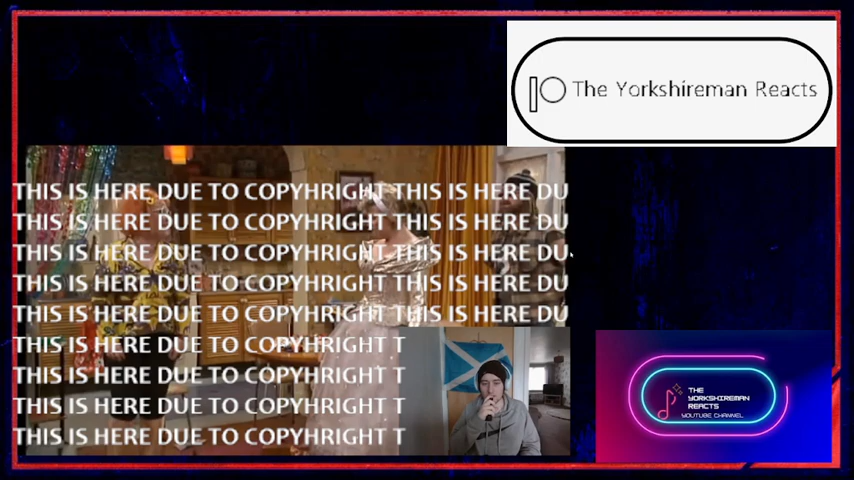 The Yorkshireman Reacts
THIS IS HERE DUE TO COPYHRIGHT THIS IS HERE DU
THIS IS HERE DUE TO COPYHRIGHT THIS IS HERE DU
THIS IS HERE DUE TO COPYHRIGHT THIS IS HERE DU
THIS IS HERE DUE TO COPYHRIGHT THIS IS HERE DU
THIS IS HERE DUE TO COPYHRIGHT THIS IS HERE DU
THIS IS HERE DUE TO COPYHRIGHT T
THIS IS HERE DUE TO COPYHRIGHT T
THIS IS HERE DUE TO COPYHRIGHT T
THIS IS HERE DUE TO COPYHRIGHT T
THE
YORKSHIREMAN
REACTS
YOUTUBE CHANNEL